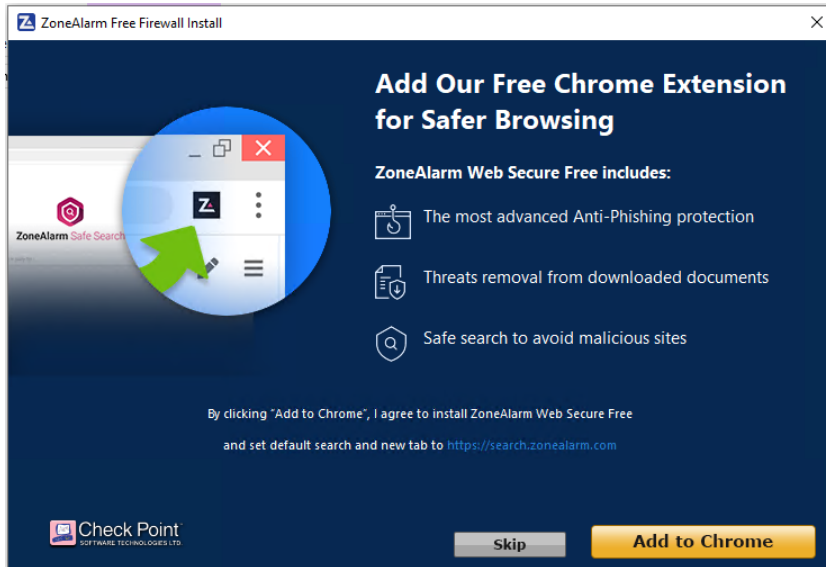 ZoneAlarm Free Firewall Install
Add Our Free Chrome Extension
for Safer Browsing
ZoneAlarm Web Secure Free includes:
ZoneAlarm Safe Search
The most advanced Anti-Phishing protection
Threats removal from downloaded documents
Safe search to avoid malicious sites
By clicking “Add to Chrome”, I agree to install ZoneAlarm Web Secure Free
and set default search and new tab to https://search.zonealarm.com
Check Point
SOFTWARE TECHNOLOGIES LTD.
Skip
Add to Chrome